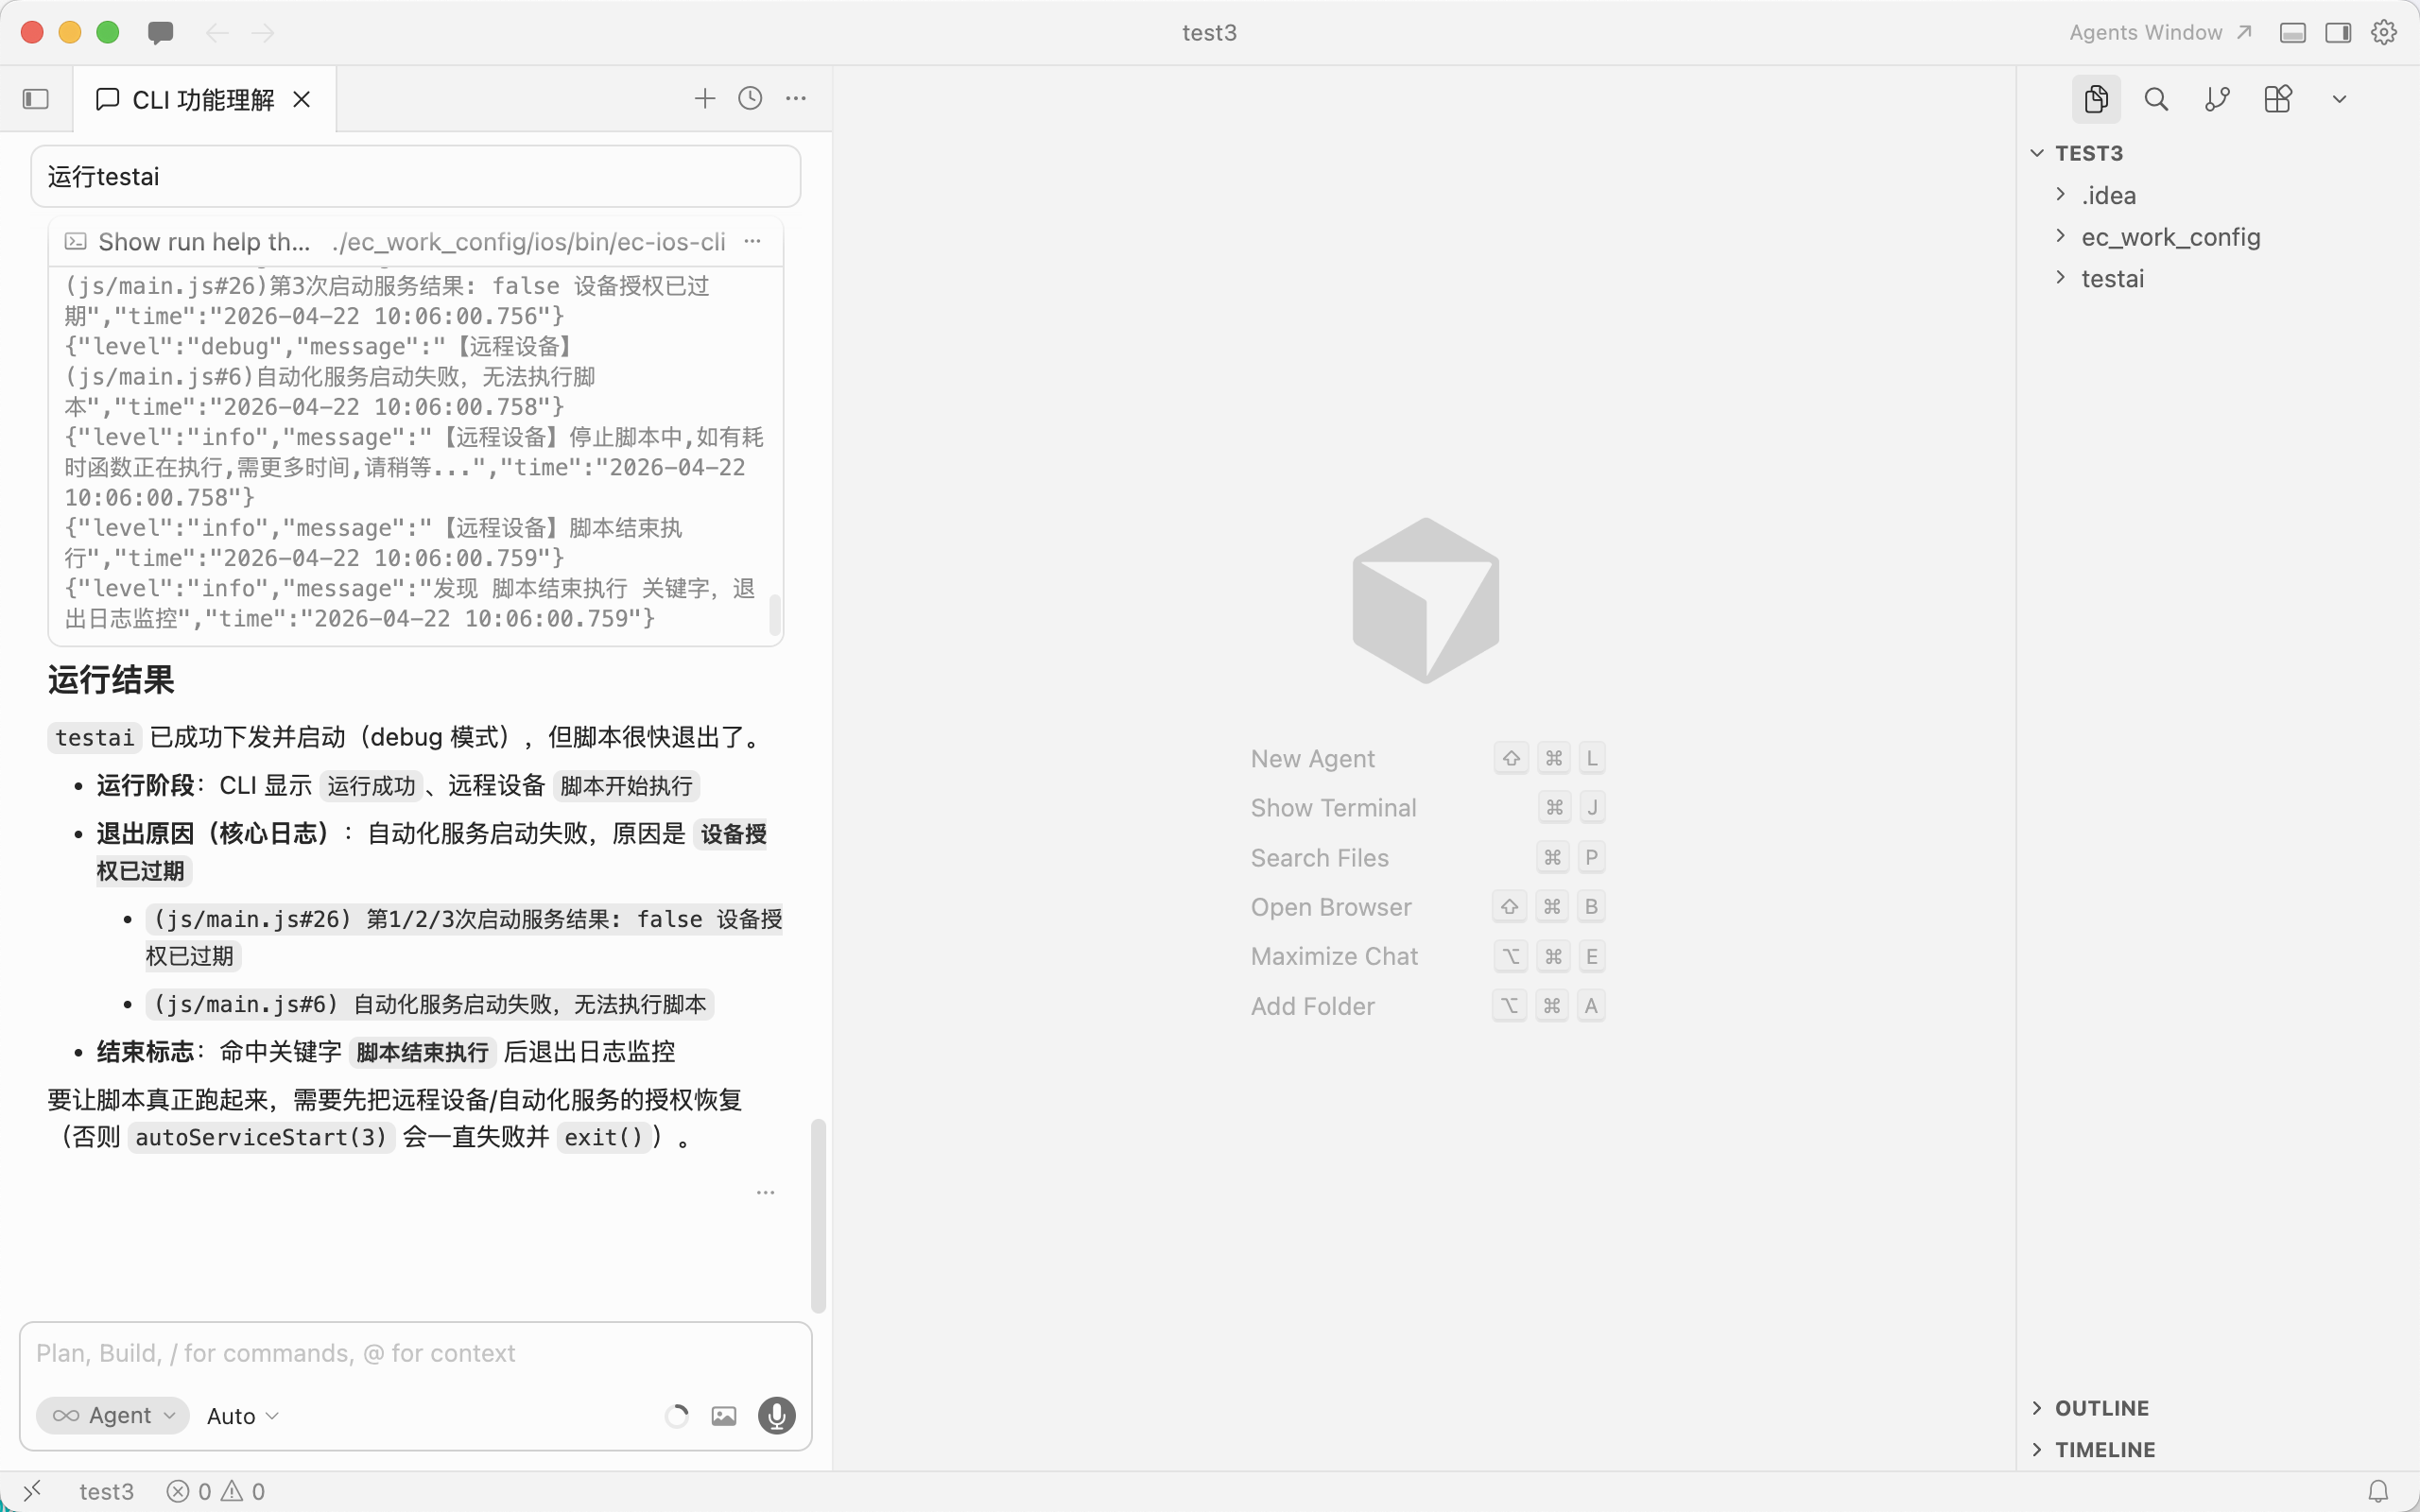 test3
Agents Window
CLI 功能理解
运行testai
Show run help th... ./ec_work_config/ios/bin/ec-ios-cli
(js/main.js#26)第3次启动服务结果: false 设备授权已过
期","time":"2026-04-22 10:06:00.756"}
{"level":"debug","message":"【远程设备】
(js/main.js#6)自动化服务启动失败，无法执行脚
本","time":"2026-04-22 10:06:00.758"}
{"level":"info","message":"【远程设备】停止脚本中,如有耗
时函数正在执行,需更多时间,请稍等...","time":"2026-04-22
10:06:00.758"}
{"level":"info","message":"【远程设备】脚本结束执
行","time":"2026-04-22 10:06:00.759"}
{"level":"info","message":"发现 脚本结束执行 关键字，退
出日志监控","time":"2026-04-22 10:06:00.759"}
运行结果
testai 已成功下发并启动（debug 模式），但脚本很快退出了。
• 运行阶段：CLI 显示 运行成功、远程设备 脚本开始执行
• 退出原因（核心日志）：自动化服务启动失败，原因是 设备授
权已过期
• (js/main.js#26) 第1/2/3次启动服务结果: false 设备授
权已过期
• (js/main.js#6) 自动化服务启动失败，无法执行脚本
• 结束标志：命中关键字 脚本结束执行 后退出日志监控
要让脚本真正跑起来，需要先把远程设备/自动化服务的授权恢复
（否则 autoServiceStart(3) 会一直失败并 exit()）。
Plan, Build, / for commands, @ for context
Agent Auto
New Agent ⇧ ⌘ L
Show Terminal ⌘ J
Search Files ⌘ P
Open Browser ⇧ ⌘ B
Maximize Chat ⌥ ⌘ E
Add Folder ⌥ ⌘ A
TEST3
.idea
ec_work_config
testai
OUTLINE
TIMELINE
test3 0 0